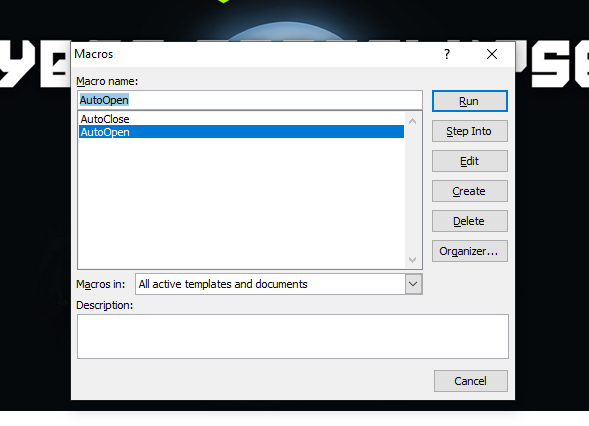 Macros
?
Macro name:
AutoOpen
Run
AutoClose
AutoOpen
Step Into
Edit
Create
Delete
Organizer...
Macros in:
All active templates and documents
Description:
Cancel